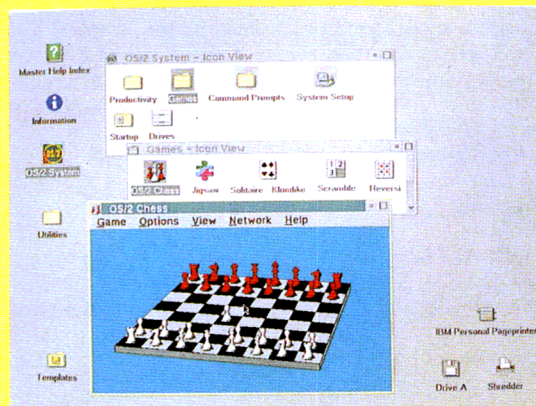 Master Help Index
Information
OS/2 System
Utilities
Templates
OS/2 System - Icon View
Productivity Games Command Prompts System Setup
Startup Drives
Games - Icon View
OS/2 Chess Jigsaw Solitaire Klondike Scramble Reversi
OS/2 Chess
Game Options View Network Help
IBM Personal Pageprinter
Drive A Shredder